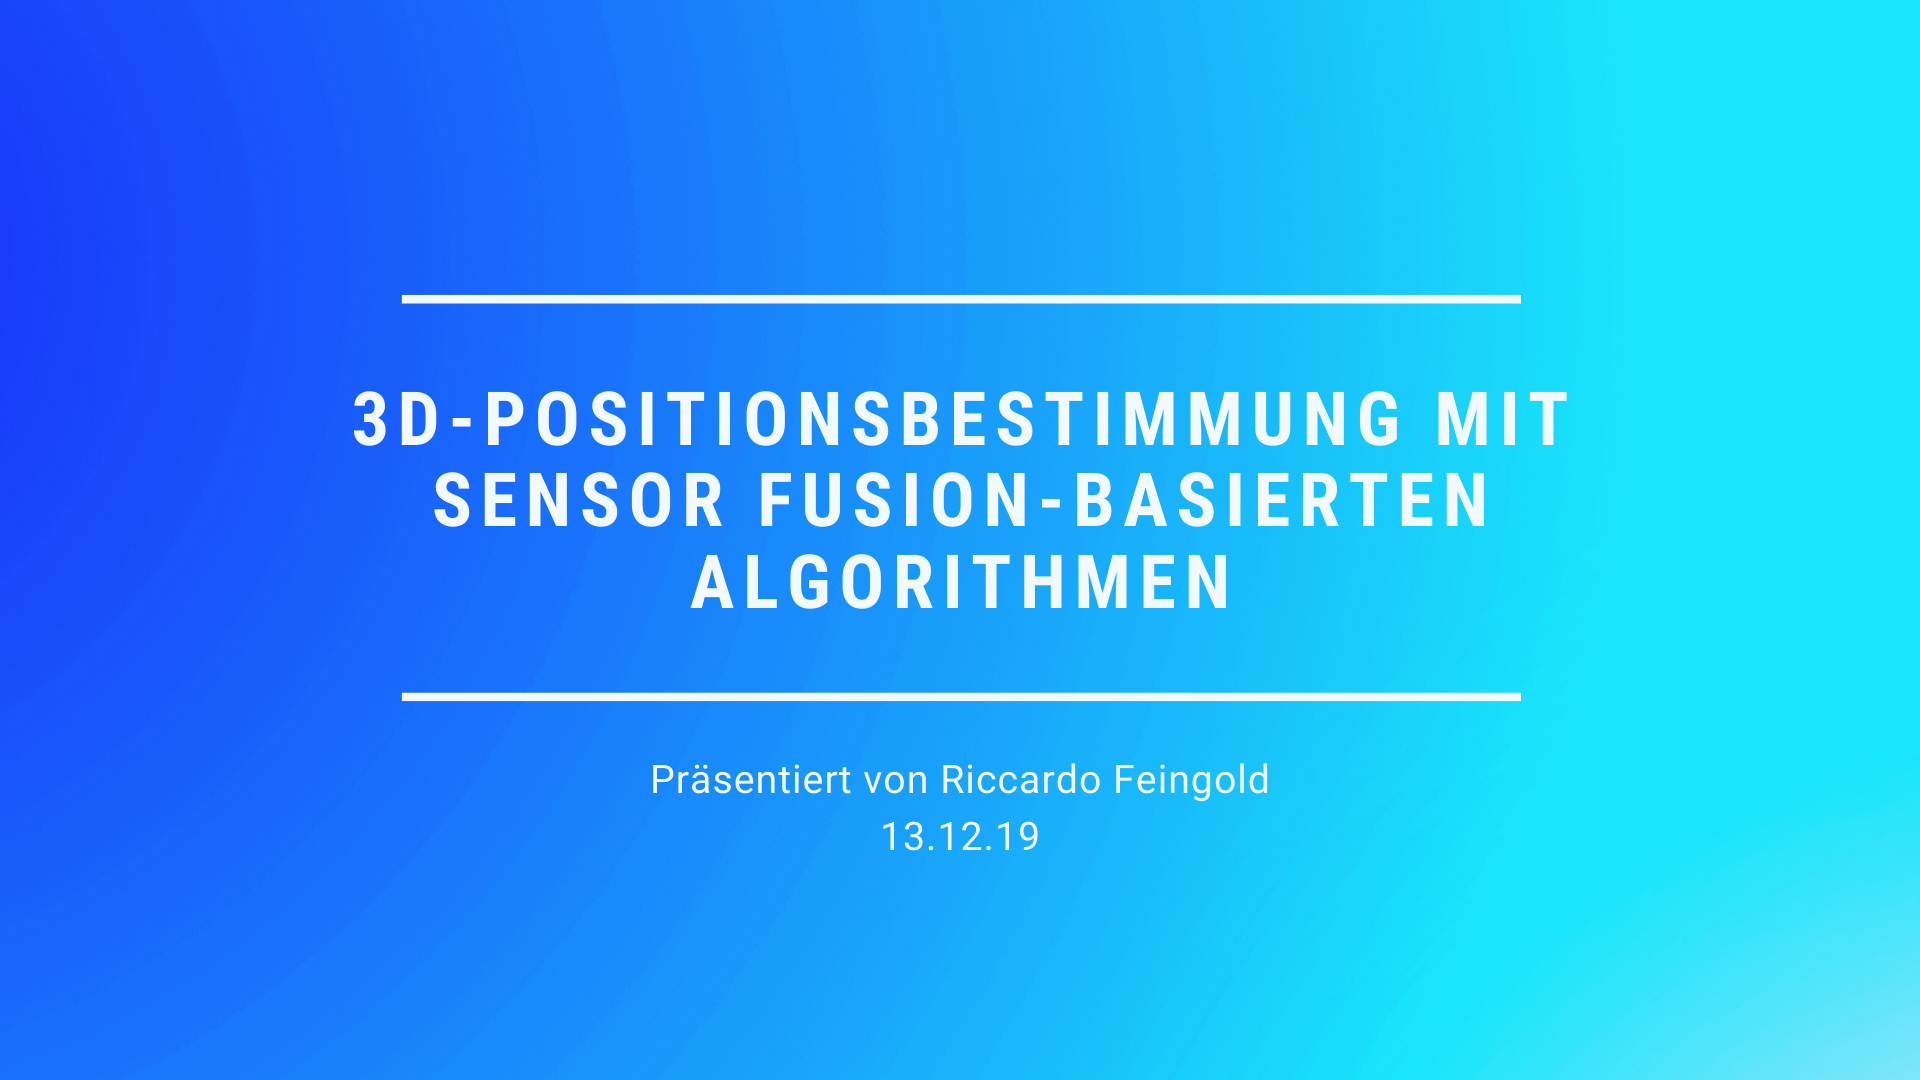 3D-POSITIONSBESTIMMUNG MIT
SENSOR FUSION-BASIERTEN
ALGORITHMEN
Präsentiert von Riccardo Feingold
13.12.19